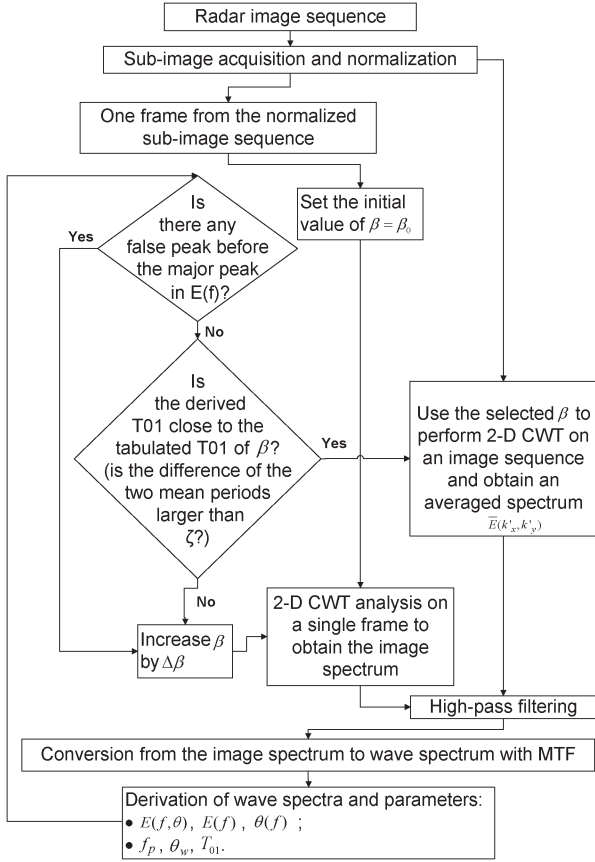 Radar image sequence
Sub-image acquisition and normalization
One frame from the normalized
sub-image sequence
Set the initial
value of β = β₀
Is
there any
false peak before
the major peak
in E(f)?
Yes
No
Is
the derived
T01 close to the
tabulated T01 of β?
(is the difference of the
two mean periods
larger than
ζ?)
Yes
No
Use the selected β to
perform 2-D CWT on
an image sequence
and obtain an
averaged spectrum
E̅(k'ₓ,k'ᵧ)
Increase β
by Δβ
2-D CWT analysis on
a single frame to
obtain the image
spectrum
High-pass filtering
Conversion from the image spectrum to wave spectrum with MTF
Derivation of wave spectra and parameters:
• E(f,θ), E(f), θ(f) ;
• f_p, θ_w, T₀₁.